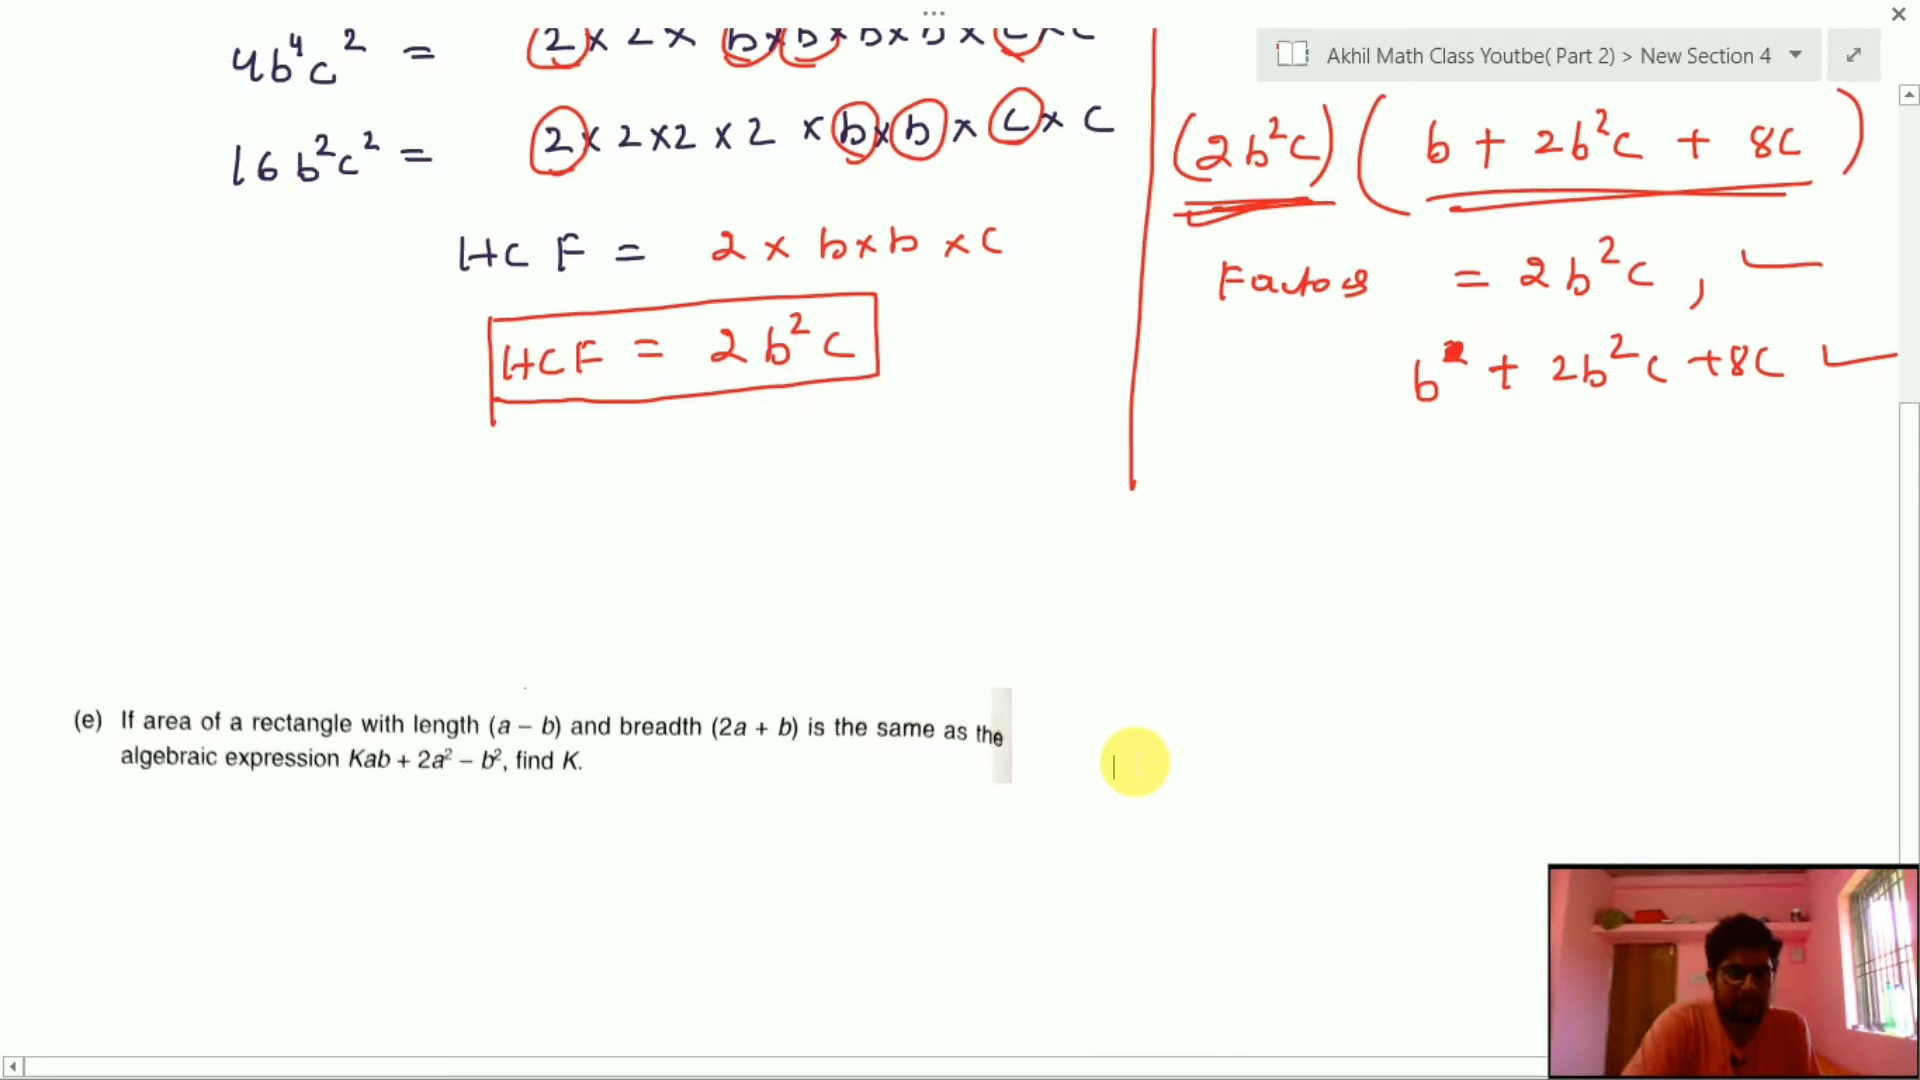 4b⁴c² = 2 × 2 × b × b × b × b × c × c
16b²c² = 2 × 2 × 2 × 2 × b × b × c × c
HCF = 2 × b × b × c
HCF = 2b²c
Akhil Math Class Youtbe( Part 2) > New Section 4
(2b²c) (b + 2b²c + 8c)
Factors = 2b²c,
b + 2b²c + 8c
(e) If area of a rectangle with length (a – b) and breadth (2a + b) is the same as the
algebraic expression Kab + 2a² – b², find K.